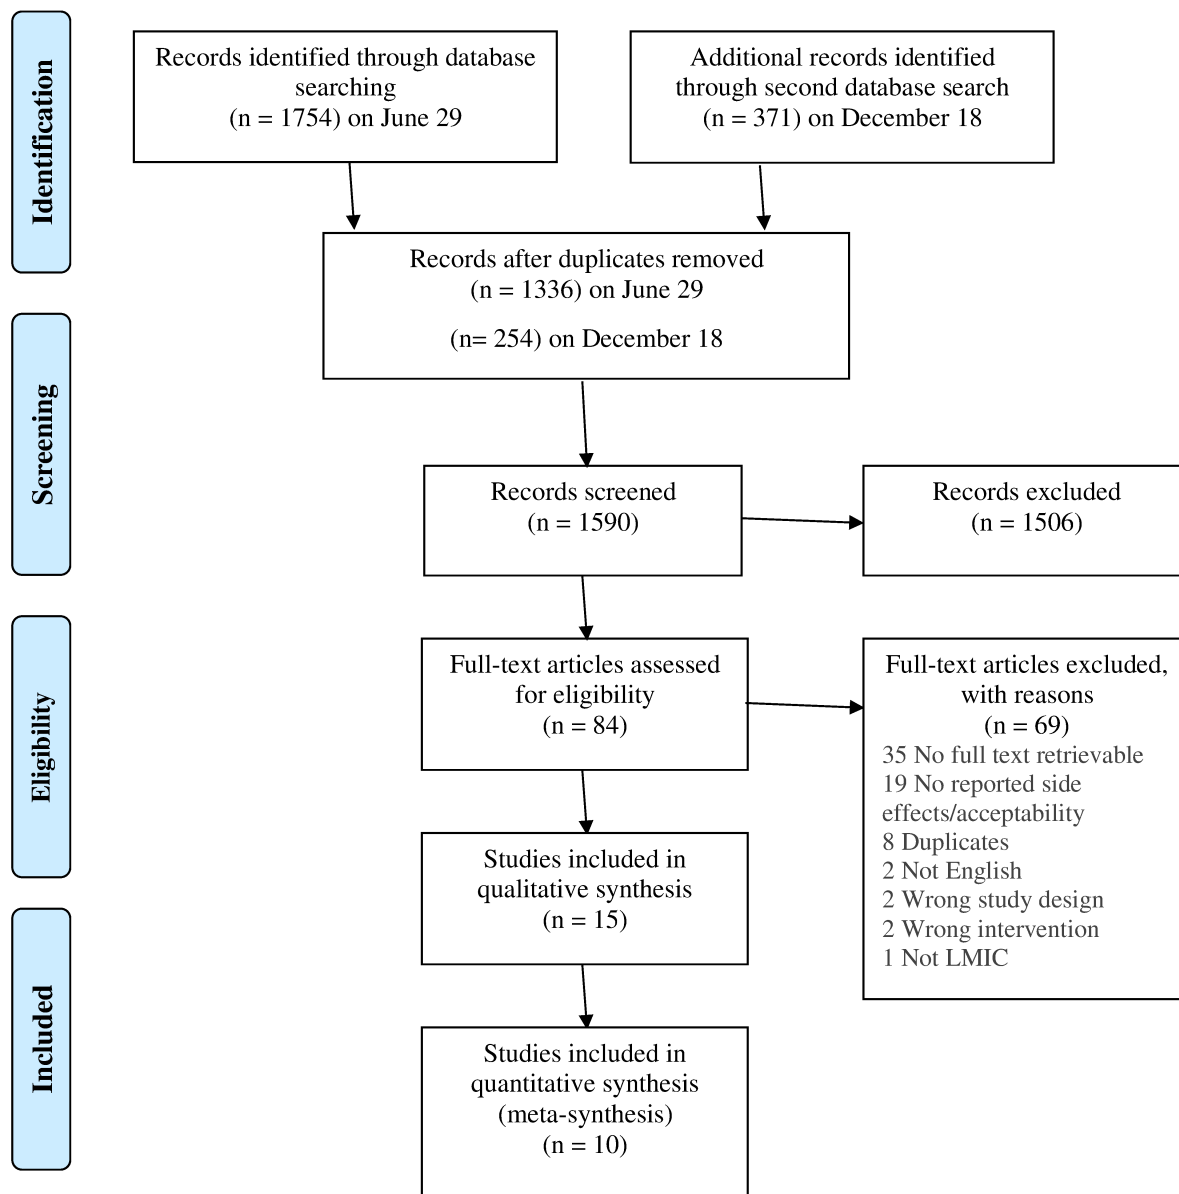 Identification
Records identified through database
searching
(n = 1754) on June 29
Additional records identified
through second database search
(n = 371) on December 18
Records after duplicates removed
(n = 1336) on June 29
(n= 254) on December 18
Screening
Records screened
(n = 1590)
Records excluded
(n = 1506)
Eligibility
Full-text articles assessed
for eligibility
(n = 84)
Full-text articles excluded,
with reasons
(n = 69)
35 No full text retrievable
19 No reported side
effects/acceptability
8 Duplicates
2 Not English
2 Wrong study design
2 Wrong intervention
1 Not LMIC
Studies included in
qualitative synthesis
(n = 15)
Included
Studies included in
quantitative synthesis
(meta-synthesis)
(n = 10)